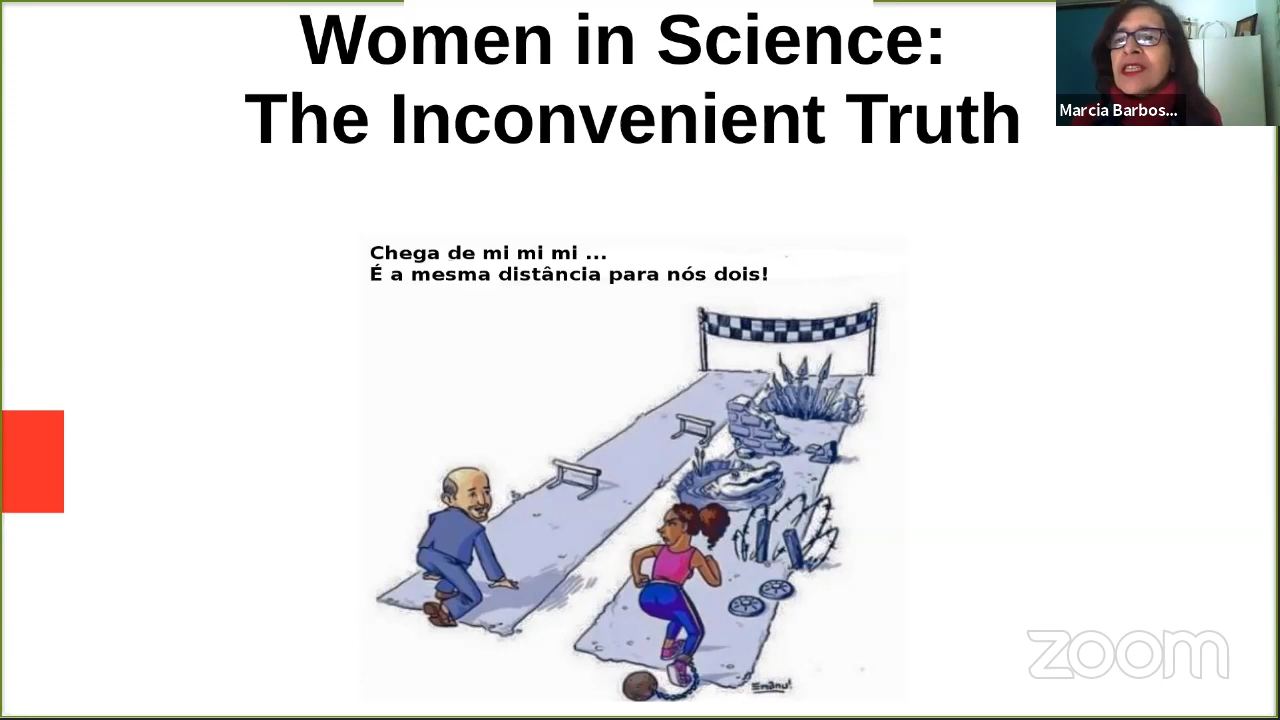 Women in Science:
The Inconvenient Truth
Marcia Barbos...
Chega de mi mi mi ...
É a mesma distância para nós dois!
zoom
Emanu!